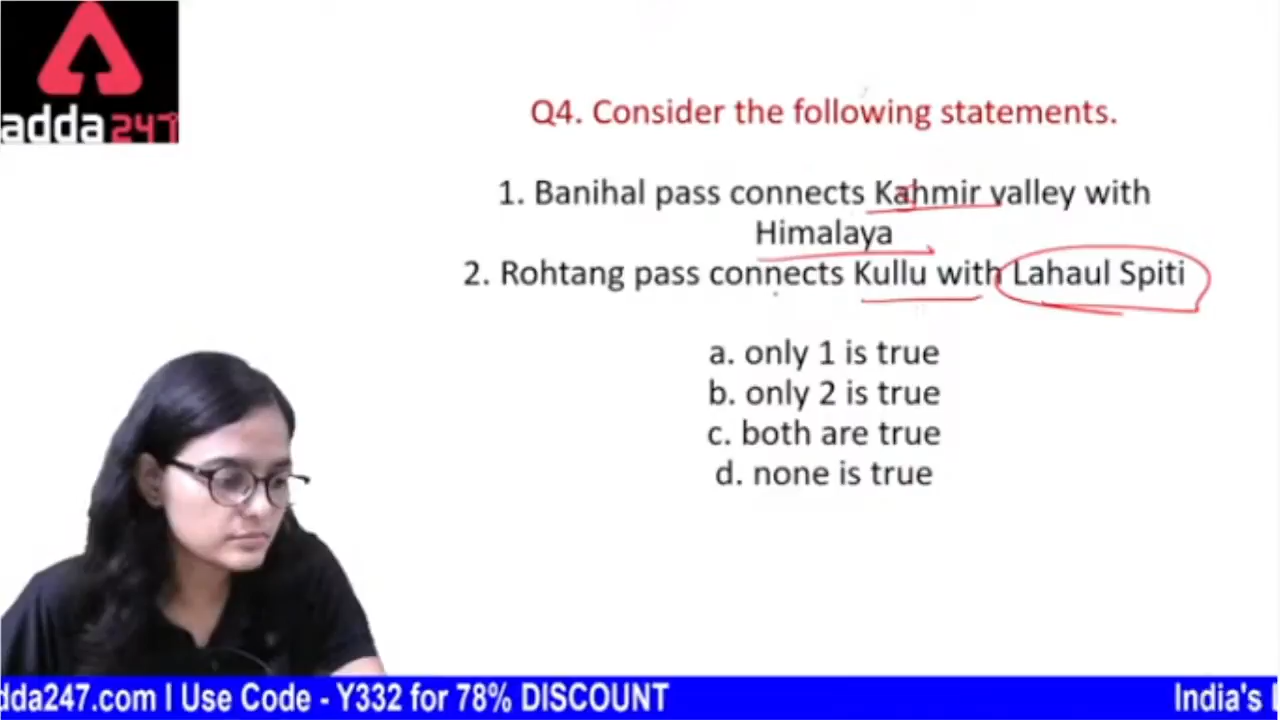 adda247
Q4. Consider the following statements.
1. Banihal pass connects Kahmir valley with
Himalaya
2. Rohtang pass connects Kullu with Lahaul Spiti
a. only 1 is true
b. only 2 is true
c. both are true
d. none is true
dda247.com I Use Code - Y332 for 78% DISCOUNT
India's